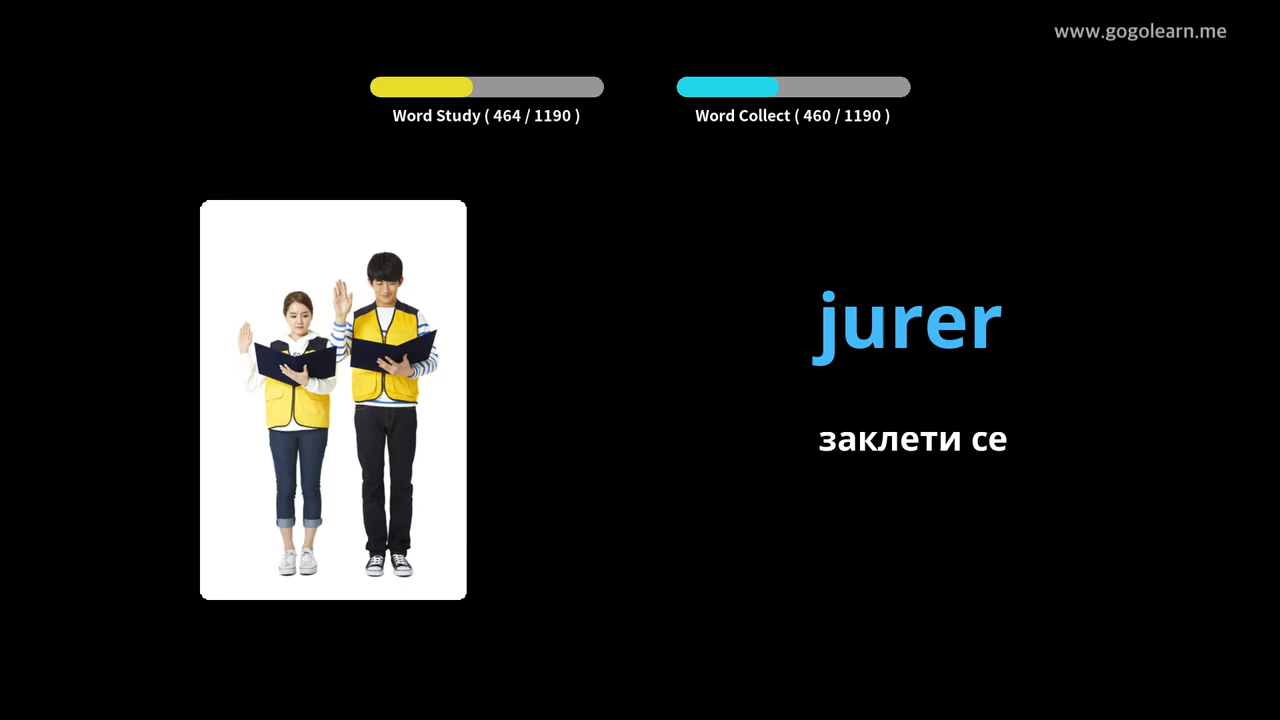 www.gogolearn.me
Word Study ( 464 / 1190 )
Word Collect ( 460 / 1190 )
jurer
заклети се